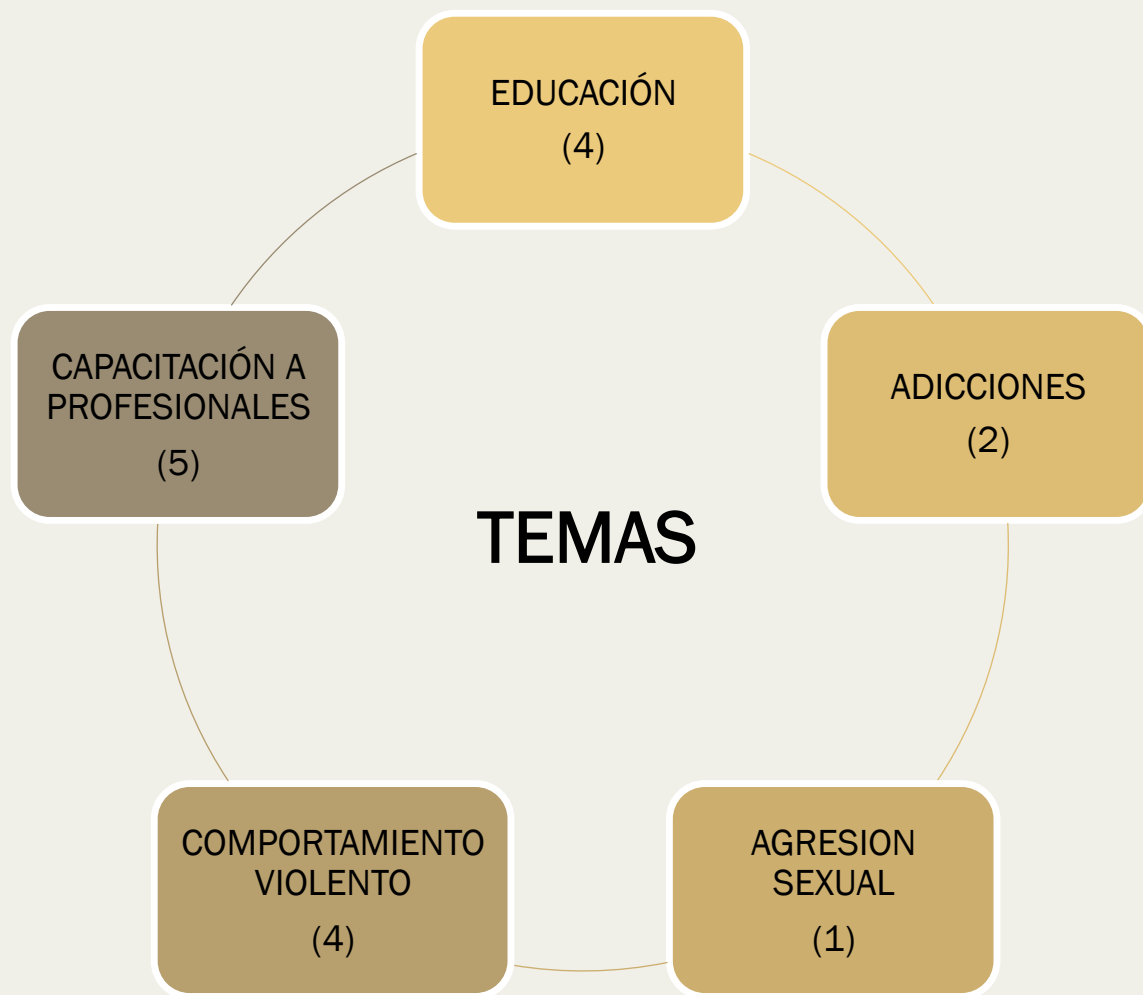 EDUCACIÓN
(4)
ADICCIONES
(2)
AGRESION
SEXUAL
(1)
COMPORTAMIENTO
VIOLENTO
(4)
CAPACITACIÓN A
PROFESIONALES
(5)
TEMAS